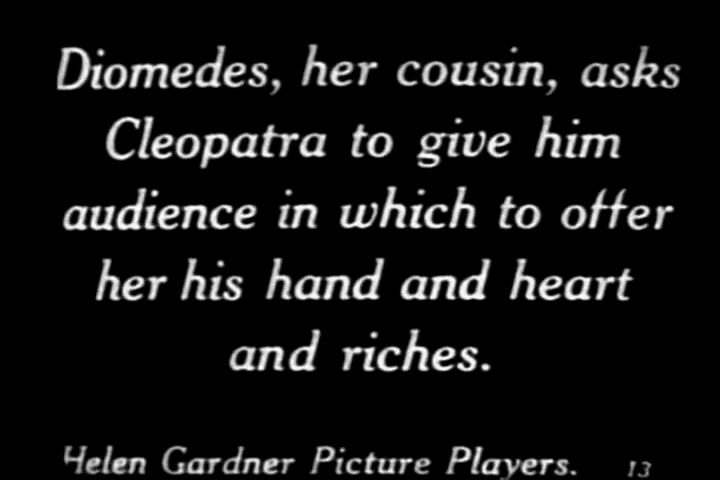 Diomedes, her cousin, asks
Cleopatra to give him
audience in which to offer
her his hand and heart
and riches.
Helen Gardner Picture Players. 13